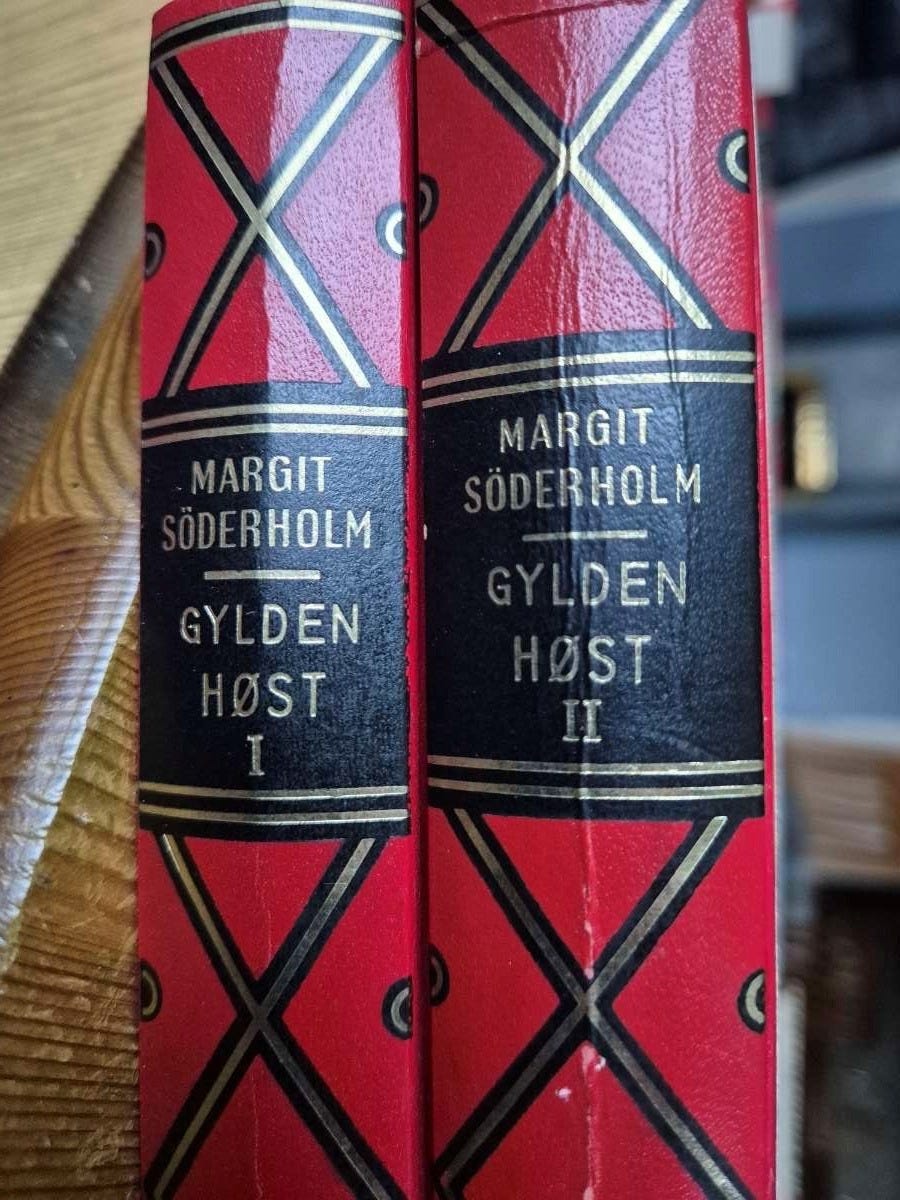 MARGIT
SÖDERHOLM
GYLDEN
HØST
I
MARGIT
SÖDERHOLM
GYLDEN
HØST
II